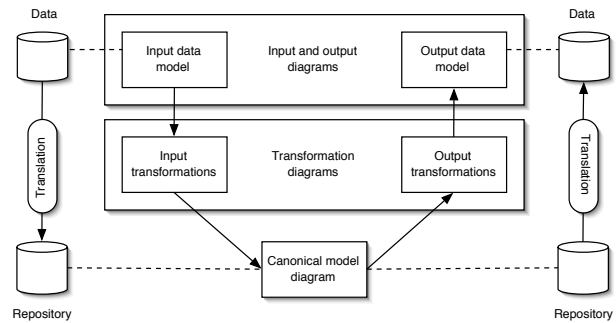 Data
Data
Input data
model
Input and output
diagrams
Output data
model
Translation
Input
transformations
Transformation
diagrams
Output
transformations
Translation
Canonical model
diagram
Repository
Repository